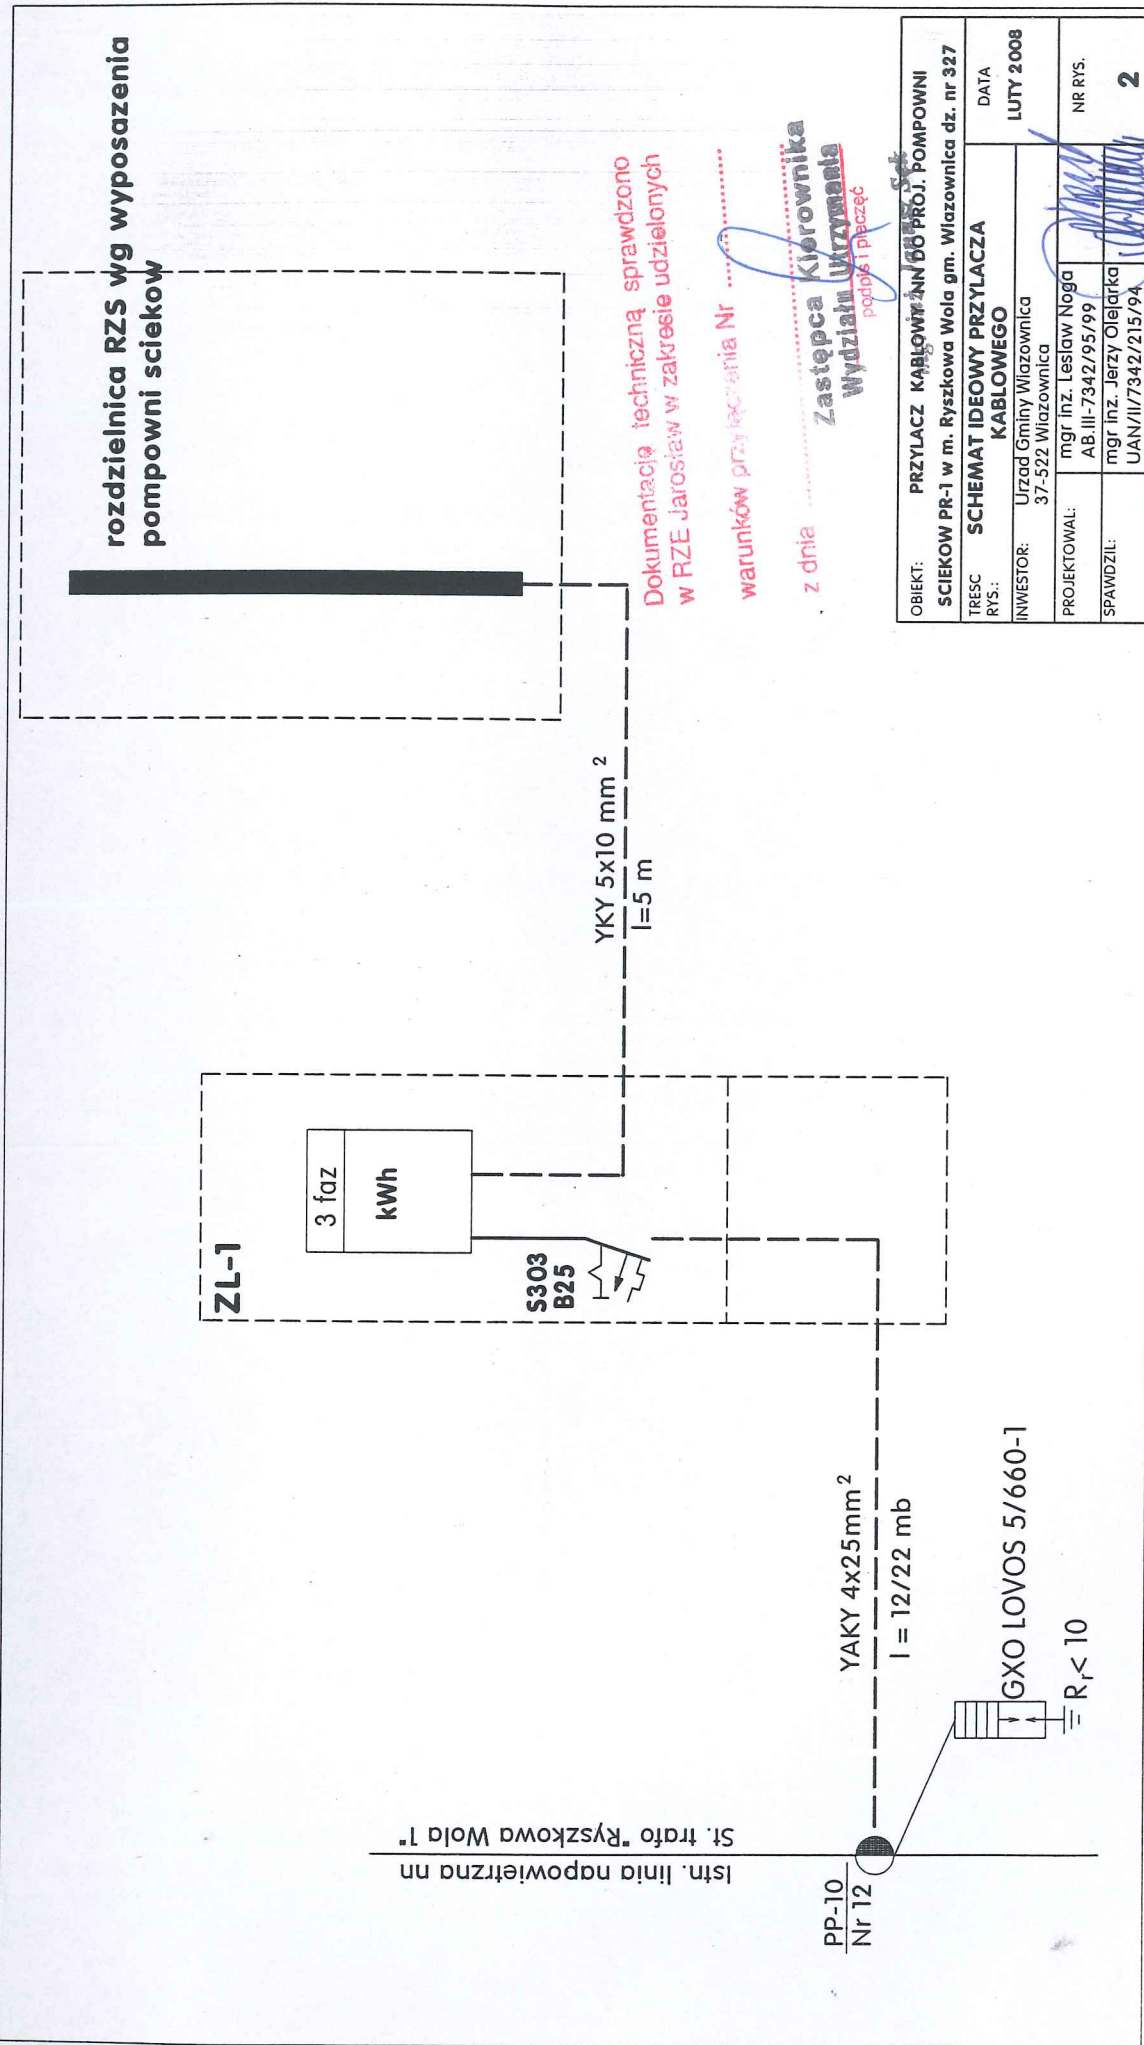 rozdzielnica RZS wg wyposazenia
pompowni sciekow
YKY 5x10 mm²
l=5 m
ZL-1
3 faz
kWh
S303
B25
YAKY 4x25mm²
l = 12/22 mb
GXO LOVOS 5/660-1
Rr< 10
PP-10
Nr 12
Istn. linia napowietrzna nn
St. trafo "Ryszkowa Wola 1"
Dokumentację techniczną sprawdzono
w RZE Jarosław w zakresie udzielonych
warunków przyłączenia Nr
z dnia
Zastępca Kierownika
Wydziału Utrzymania
podpis i pieczęć
OBIEKT: PRZYLACZ KABLOWY NN DO PROJ. POMPOWNI
SCIEKOW PR-1 w m. Ryszkowa Wola gm. Wiazownica dz. nr 327
TRESC RYS.: SCHEMAT IDEOWY PRZYLACZA
KABLOWEGO
DATA
LUTY 2008
INWESTOR: Urzad Gminy Wiazownica
37-522 Wiazownica
PROJEKTOWAL: mgr inz. Leslaw Noga
AB.III-7342/95/99
NR RYS.
2
SPAWDZIL: mgr inz. Jerzy Olejarka
UAN/II/7342/215/94